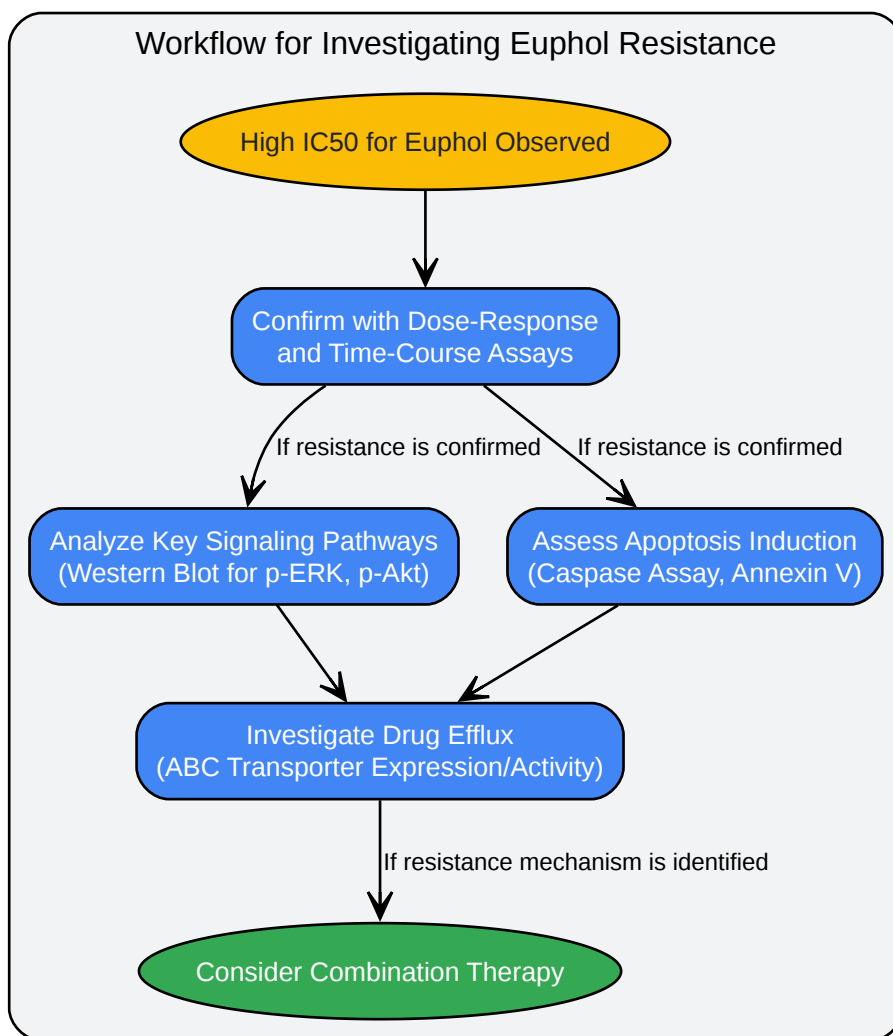 Workflow for Investigating Euphol Resistance
High IC50 for Euphol Observed
Confirm with Dose-Response
and Time-Course Assays
If resistance is confirmed
If resistance is confirmed
Analyze Key Signaling Pathways
(Western Blot for p-ERK, p-Akt)
Assess Apoptosis Induction
(Caspase Assay, Annexin V)
Investigate Drug Efflux
(ABC Transporter Expression/Activity)
If resistance mechanism is identified
Consider Combination Therapy